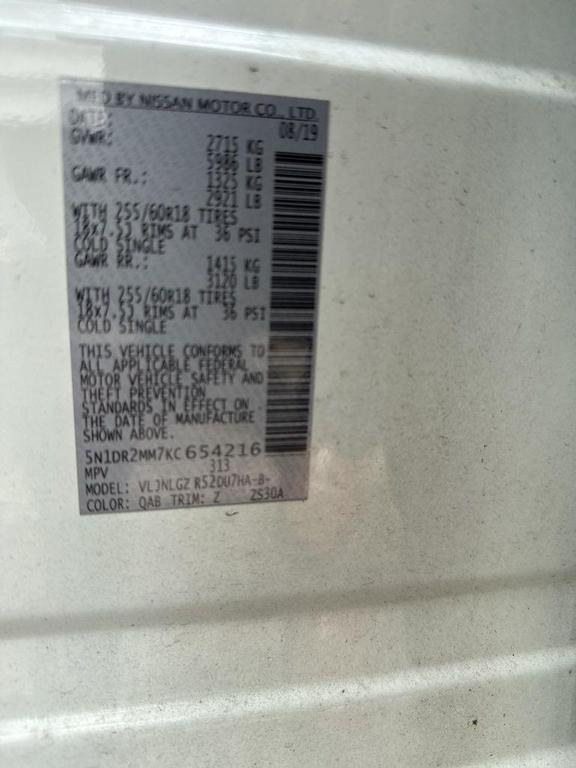 MFD BY NISSAN MOTOR CO., LTD.
DATE: 08/19
GVWR: 2715 KG
5986 LB
GAWR FR.: 1325 KG
2921 LB
WITH 255/60R18 TIRES
18x7.5J RIMS AT 36 PSI
COLD SINGLE
GAWR RR.: 1415 KG
3120 LB
WITH 255/60R18 TIRES
18x7.5J RIMS AT 36 PSI
COLD SINGLE
THIS VEHICLE CONFORMS TO
ALL APPLICABLE FEDERAL
MOTOR VEHICLE SAFETY AND
THEFT PREVENTION
STANDARDS IN EFFECT ON
THE DATE OF MANUFACTURE
SHOWN ABOVE.
5N1DR2MM7KC654216
MPV 313
MODEL: VLJNLGZ R52DU7HA-B-
COLOR: QAB TRIM: Z ZS30A